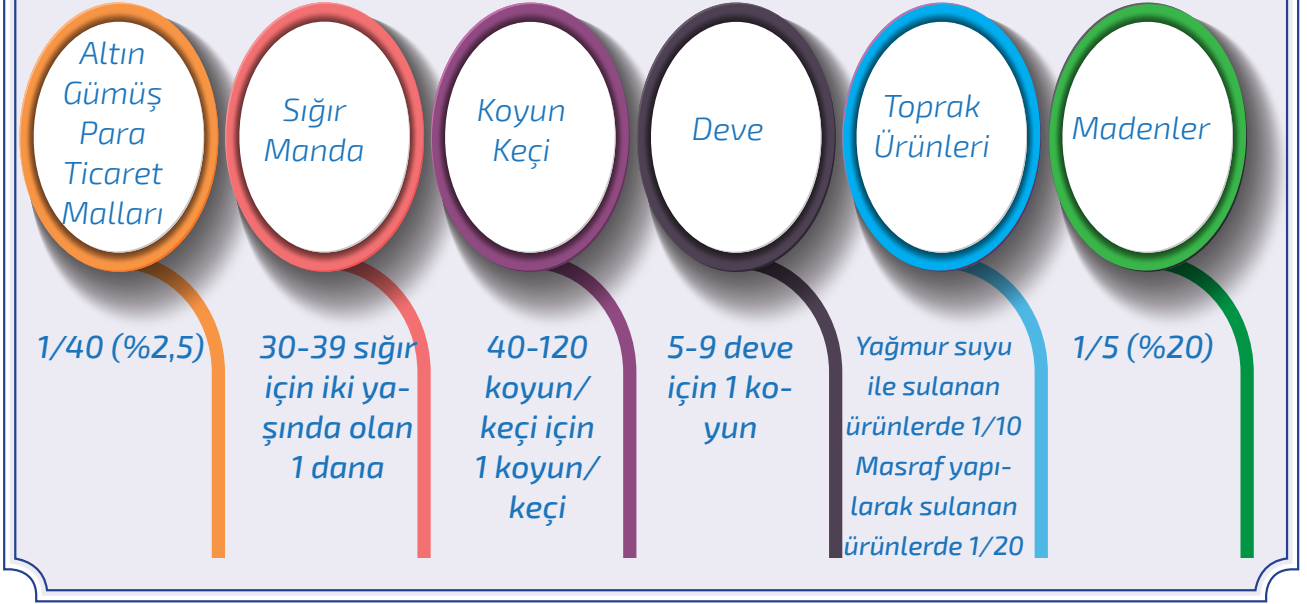 Altın
Gümüş
Para
Ticaret
Malları
Sığır
Manda
Koyun
Keçi
Deve
Toprak
Ürünleri
Madenler
1/40 (%2,5)
30-39 sığır
için iki ya-
şında olan
1 dana
40-120
koyun/
keçi için
1 koyun/
keçi
5-9 deve
için 1 ko-
yun
Yağmur suyu
ile sulanan
ürünlerde 1/10
Masraf yapı-
larak sulanan
ürünlerde 1/20
1/5 (%20)